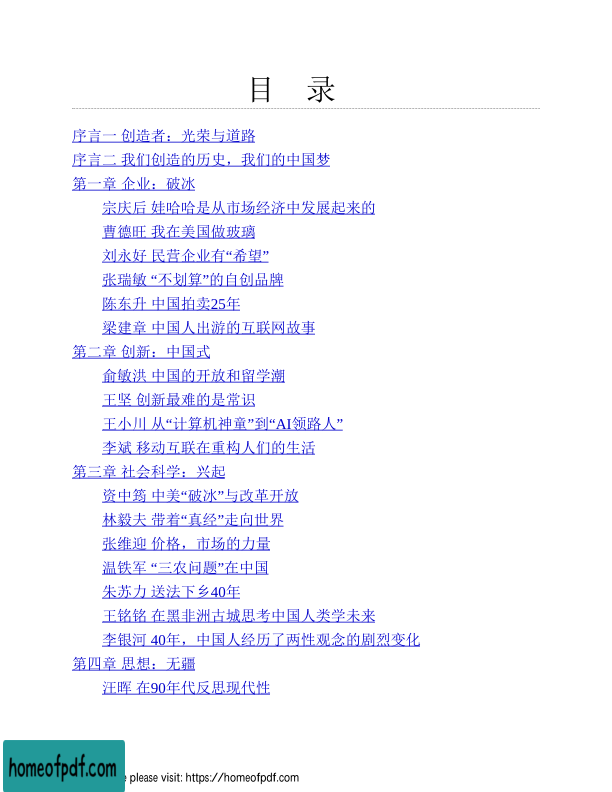 目 录
序言一 创造者：光荣与道路
序言二 我们创造的历史，我们的中国梦
第一章 企业：破冰
宗庆后 娃哈哈是从市场经济中发展起来的
曹德旺 我在美国做玻璃
刘永好 民营企业有“希望”
张瑞敏 “不划算”的自创品牌
陈东升 中国拍卖25年
梁建章 中国人出游的互联网故事
第二章 创新：中国式
俞敏洪 中国的开放和留学潮
王坚 创新最难的是常识
王小川 从“计算机神童”到“AI领路人”
李斌 移动互联在重构人们的生活
第三章 社会科学：兴起
资中筠 中美“破冰”与改革开放
林毅夫 带着“真经”走向世界
张维迎 价格，市场的力量
温铁军 “三农问题”在中国
朱苏力 送法下乡40年
王铭铭 在黑非洲古城思考中国人类学未来
李银河 40年，中国人经历了两性观念的剧烈变化
第四章 思想：无疆
汪晖 在90年代反思现代性
homeofpdf.com
please visit: https://homeofpdf.com